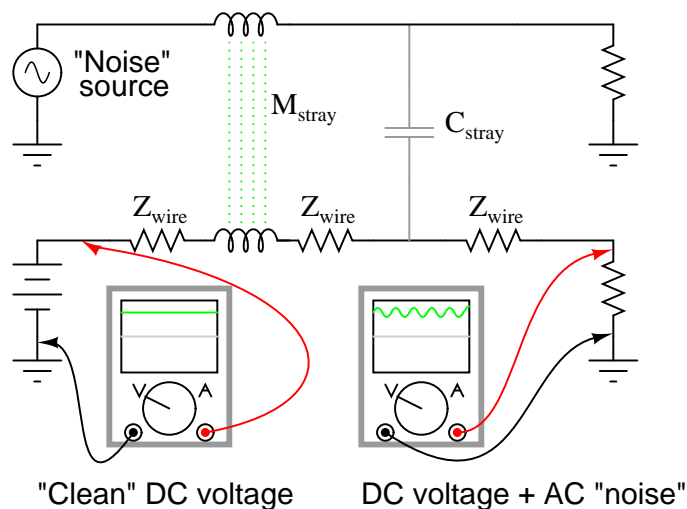 "Noise"
source
Mstray
Cstray
Zwire
Zwire
Zwire
V A
V A
"Clean" DC voltage
DC voltage + AC "noise"